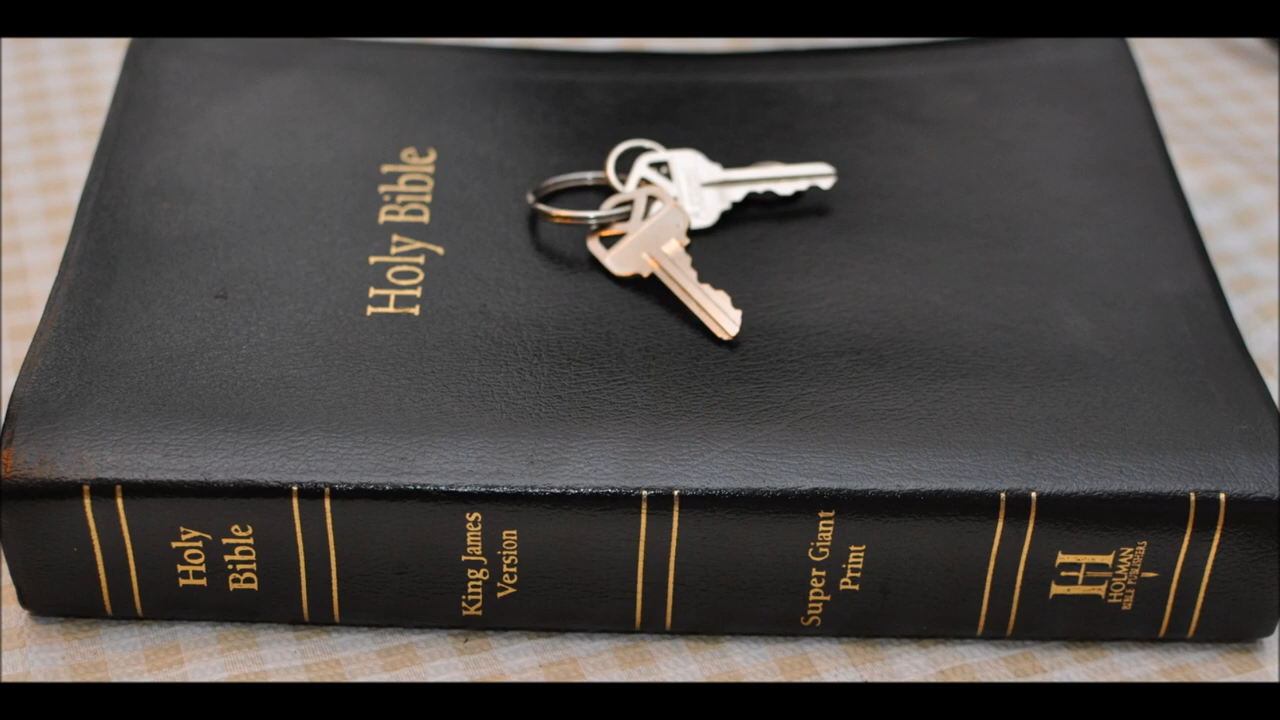 Holy Bible
Holy
Bible
King James
Version
Super Giant
Print
HOLMAN
BIBLE PUBLISHERS